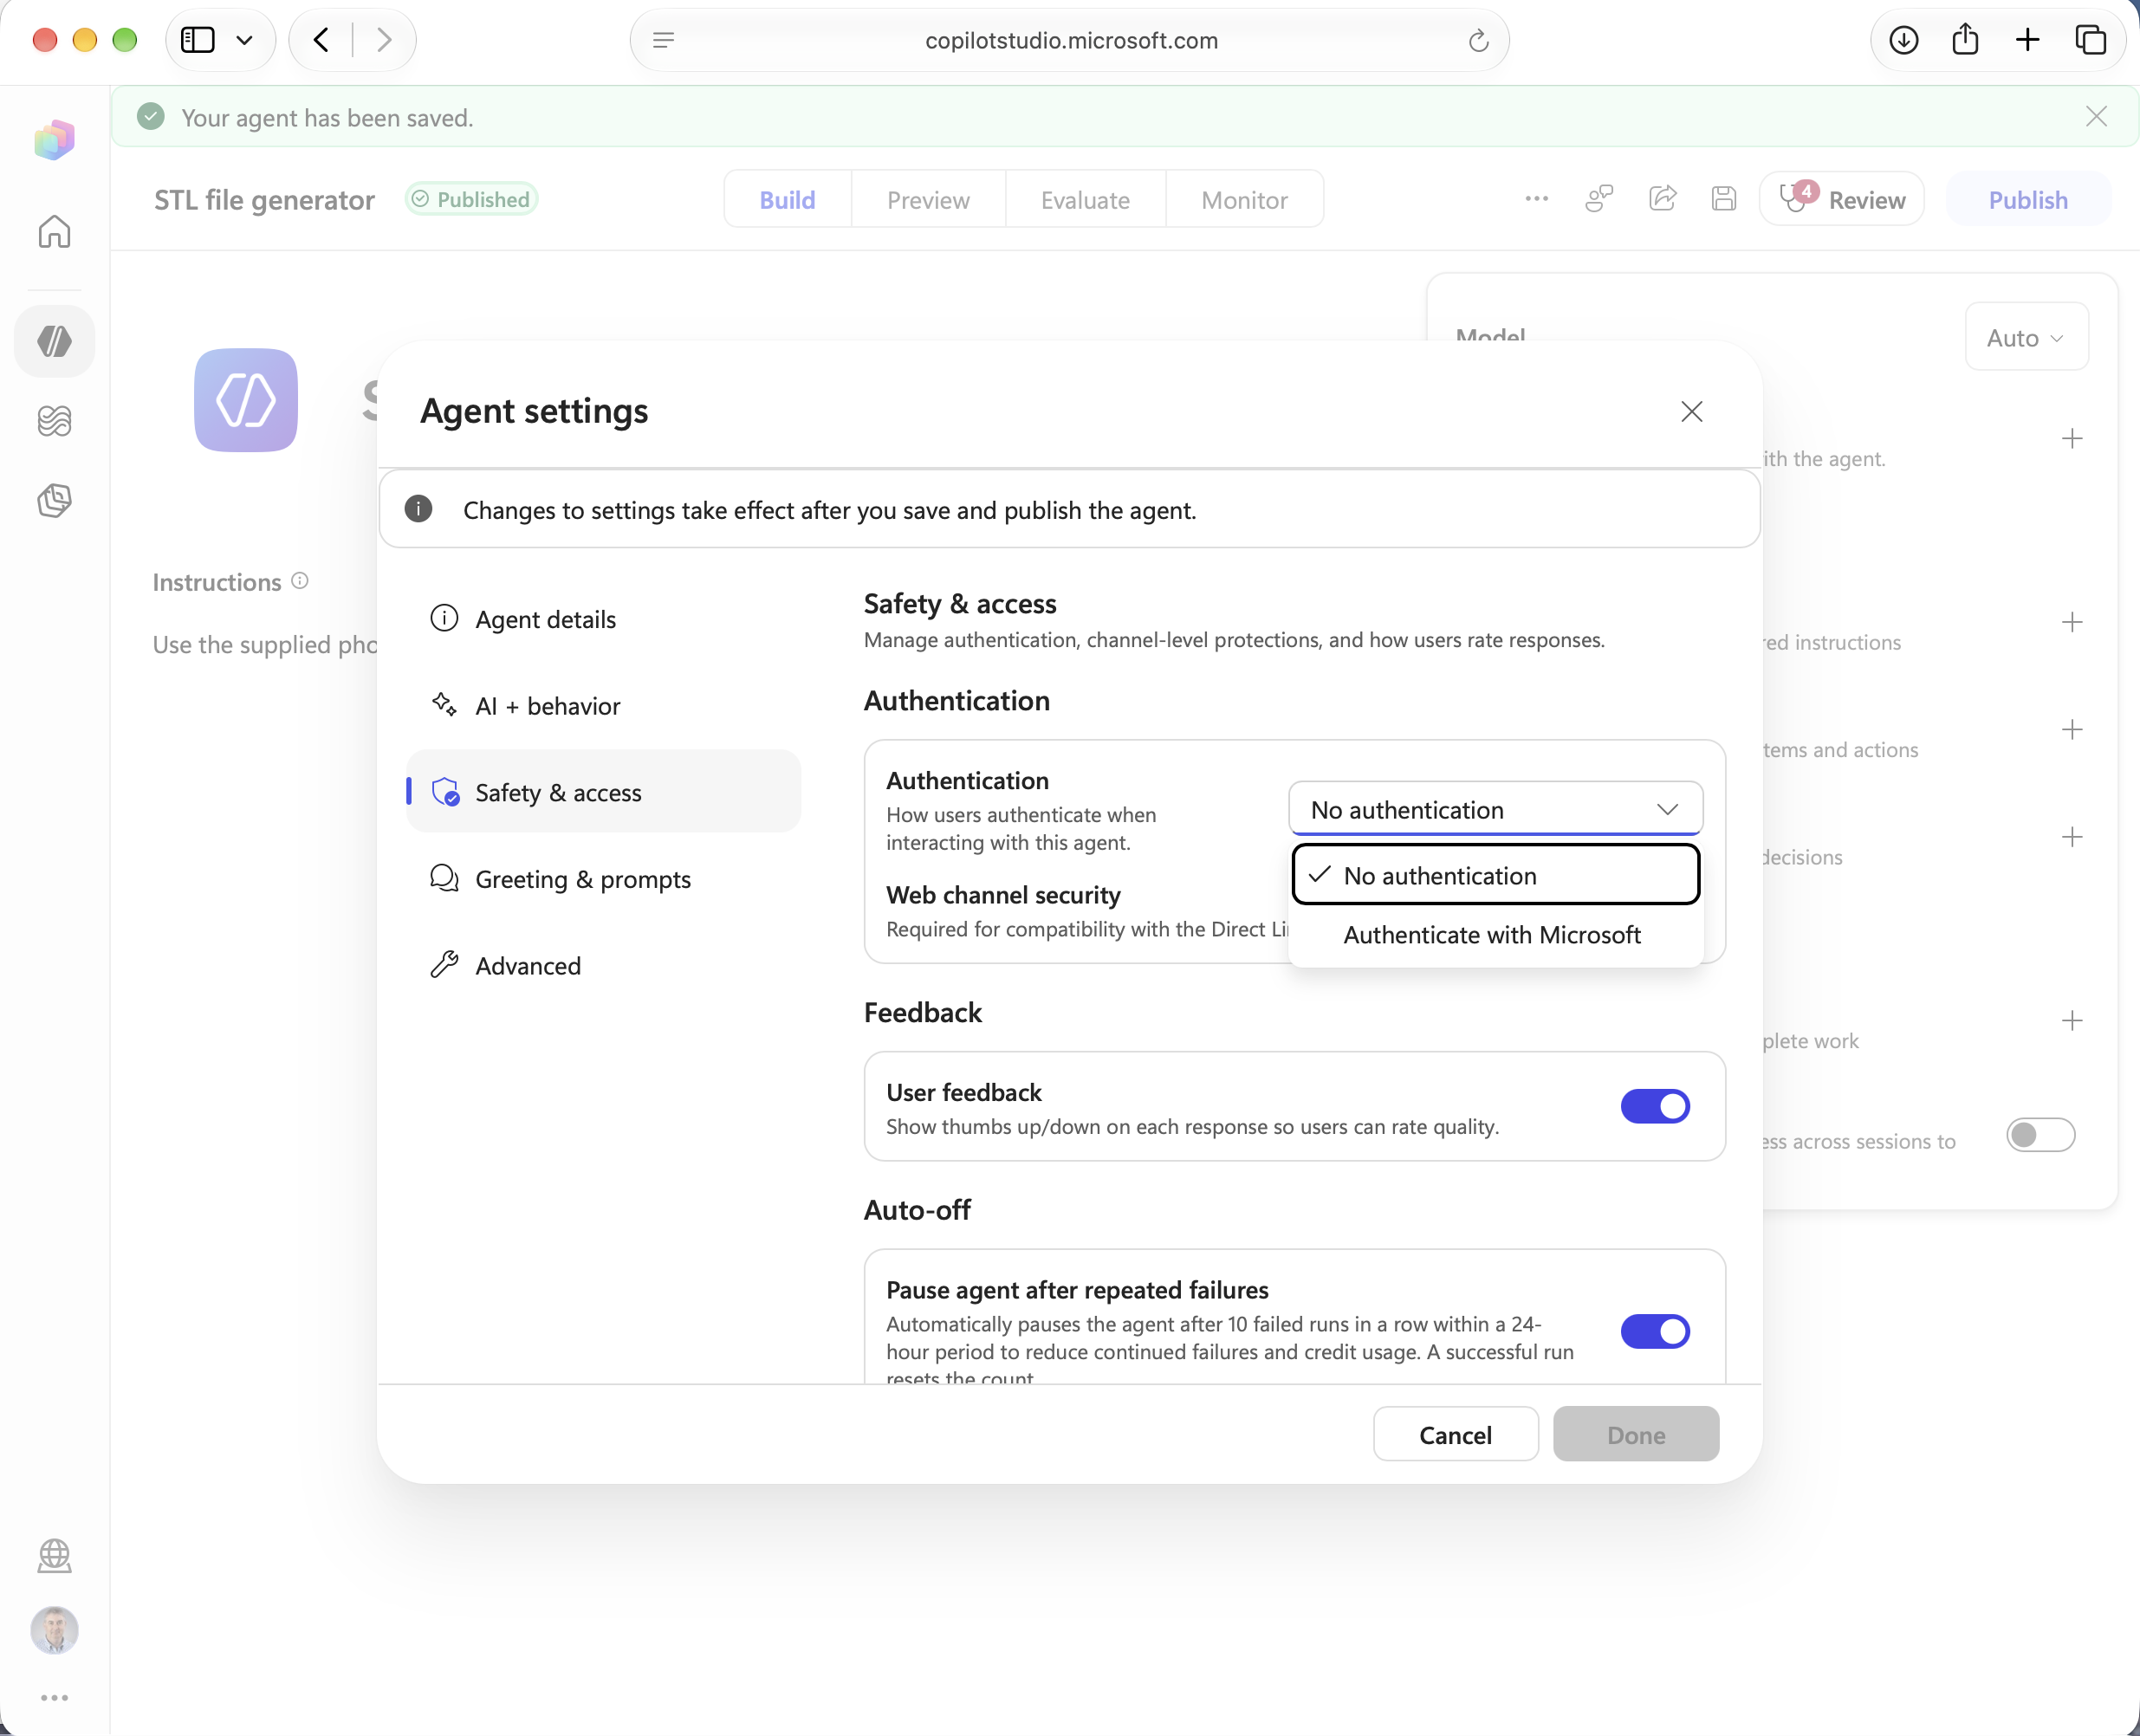 copilotstudio.microsoft.com
Your agent has been saved.
STL file generator
Published
Build
Preview
Evaluate
Monitor
4
Review
Publish
Model
Auto
Agent settings
ith the agent.
Changes to settings take effect after you save and publish the agent.
Instructions
Use the supplied pho
Agent details
AI + behavior
Safety & access
Greeting & prompts
Advanced
Safety & access
Manage authentication, channel-level protections, and how users rate responses.
Authentication
Authentication
How users authenticate when
interacting with this agent.
No authentication
No authentication
Authenticate with Microsoft
Web channel security
Required for compatibility with the Direct Li
Feedback
User feedback
Show thumbs up/down on each response so users can rate quality.
Auto-off
Pause agent after repeated failures
Automatically pauses the agent after 10 failed runs in a row within a 24-
hour period to reduce continued failures and credit usage. A successful run
resets the count
red instructions
tems and actions
decisions
plete work
ess across sessions to
Cancel
Done